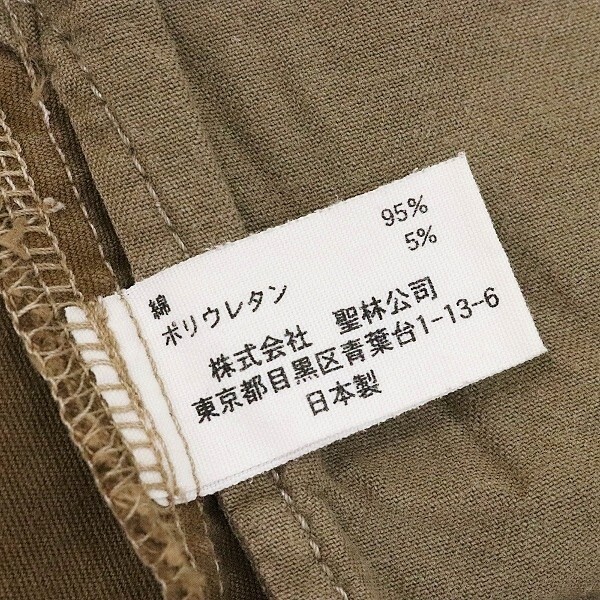 綿 95%
ポリウレタン 5%
株式会社 聖林公司
東京都目黒区青葉台1-13-6
日本製